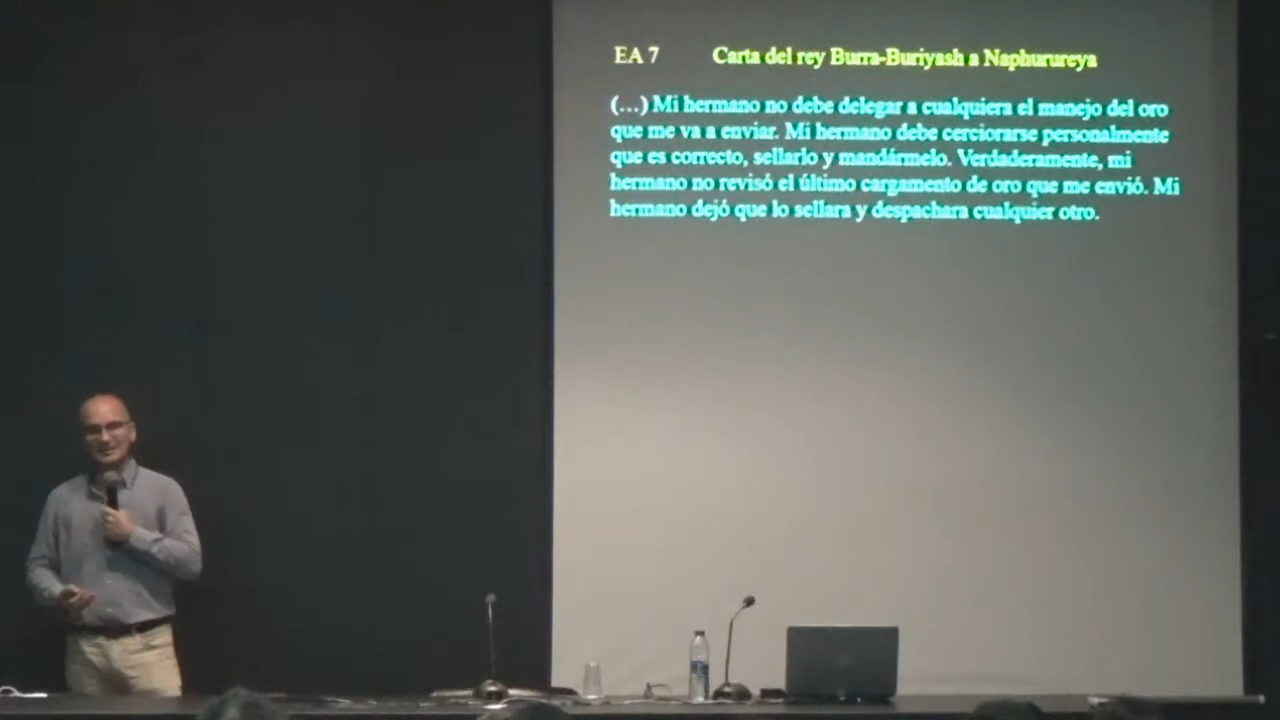 EA 7 Carta del rey Burra-Buriyash a Naphurureya
(...) Mi hermano no debe delegar a cualquiera el manejo del oro
que me va a enviar. Mi hermano debe cerciorarse personalmente
que es correcto, sellarlo y mandármelo. Verdaderamente, mi
hermano no revisó el último cargamento de oro que me envió. Mi
hermano dejó que lo sellara y despachara cualquier otro.